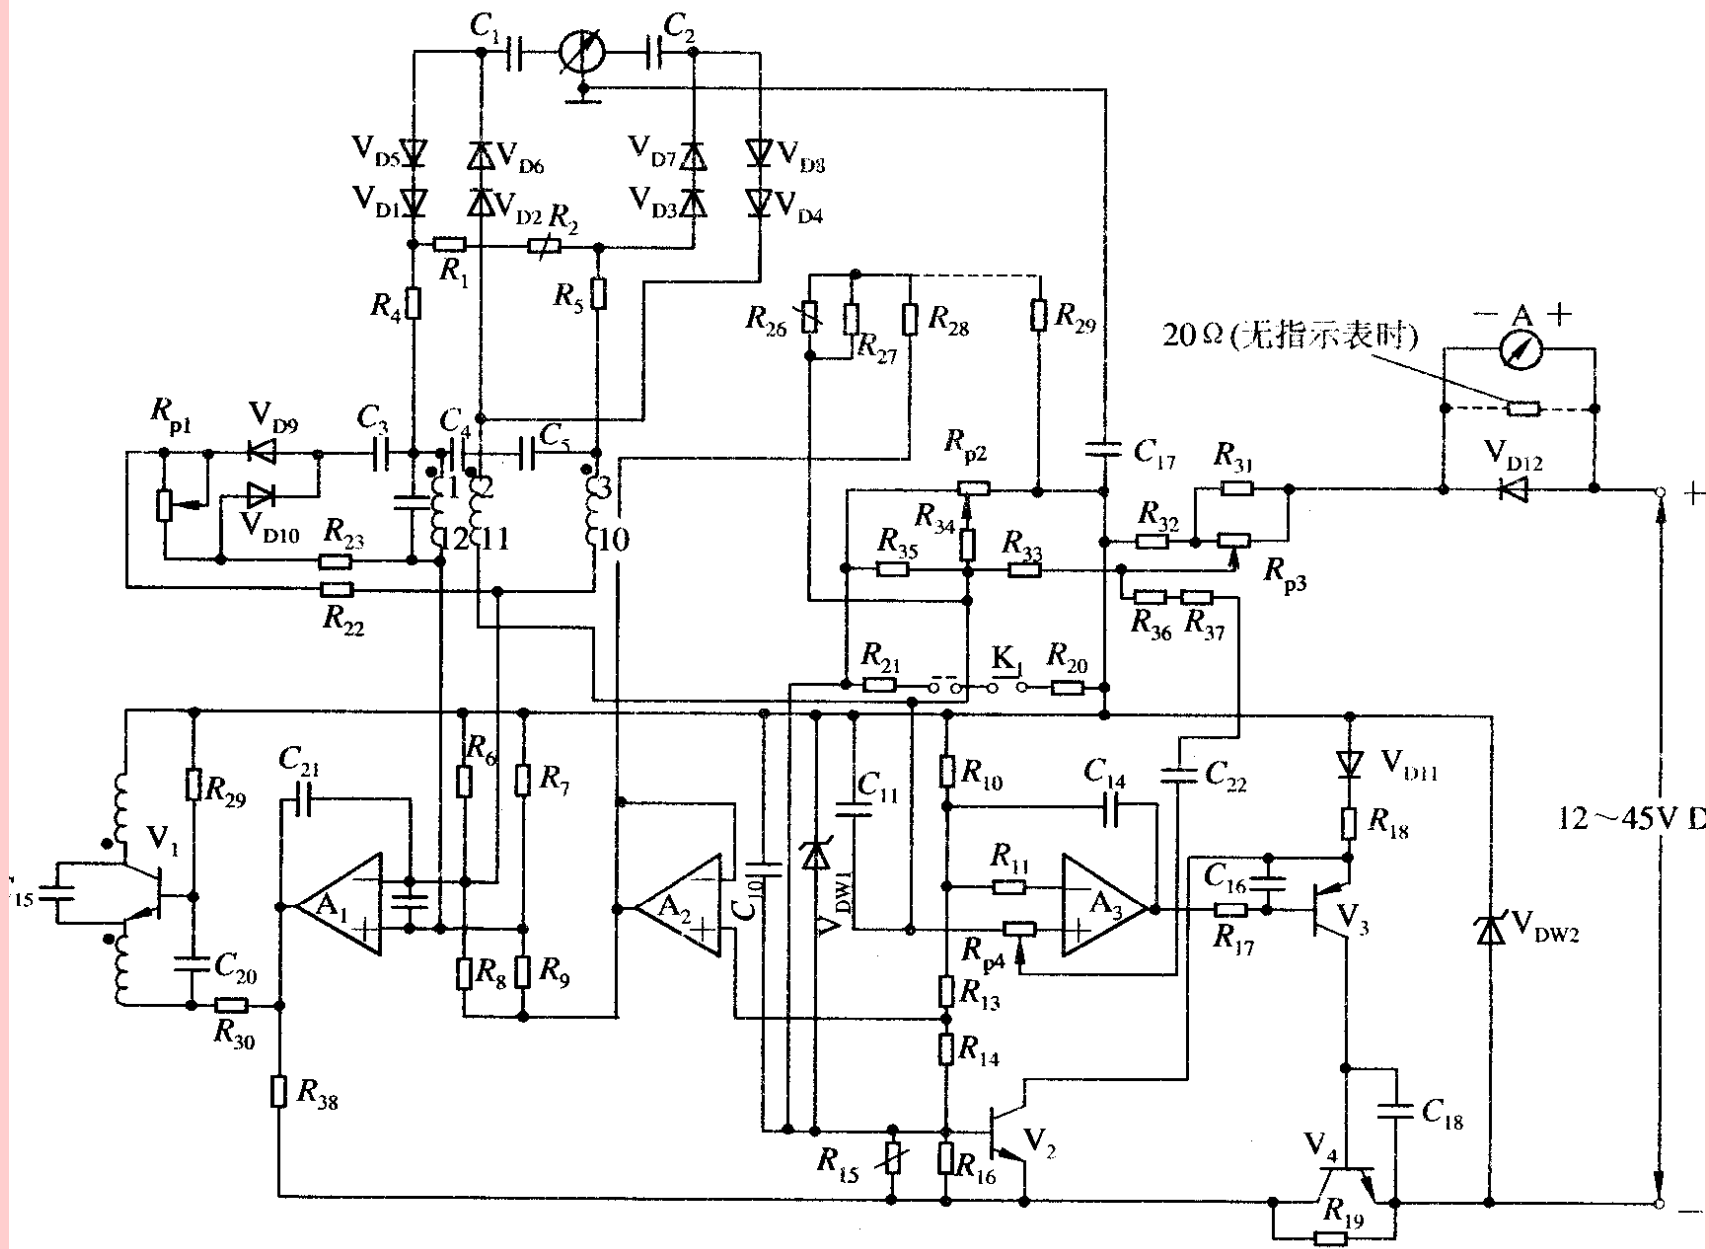 C1 C2
VD5 VD6 VD7 VD8
VD1 VD2 R2 VD3 VD4
R1
R4 R5 R26 R27 R28 R29
20Ω(无指示表时)
− A +
Rp1 VD9 C3 C4 C5 Rp2 C17 R31 VD12
1 2 3
+
VD10 R23 12 11 10 R34 R32
R35 R33 Rp3
R22 R36 R37
R21 K1 R20
C21 R6 R7 R10 C14 C22 VD11
R29 C11 R18
12～45V D
V1 R11 C16
15 A1 A2 C10 VDW1 A3 V3 VDW2
− + − + − +
C20 R8 R9 Rp4 R17
R30 R13
R14
R38 C18
V2 V4
R15 R16
R19
−